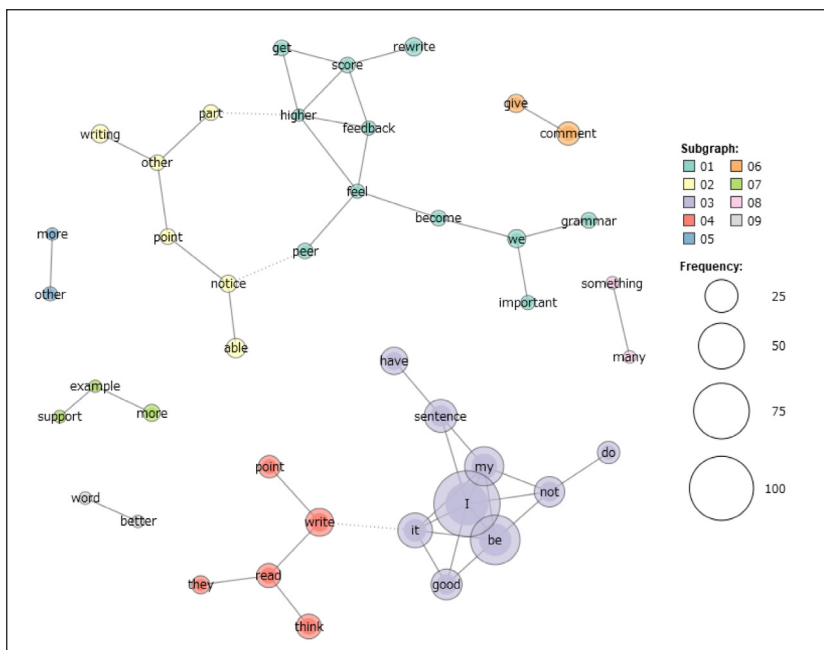 get
rewrite
score
give
part
higher
writing
feedback
comment
other
Subgraph:
01 06
02 07
03 08
04 09
05
feel
become
grammar
more
point
we
peer
Frequency:
notice
something
other
25
important
50
able
many
have
example
support
more
sentence
75
do
point
my
100
not
word
I
better
write
it
be
read
they
good
think